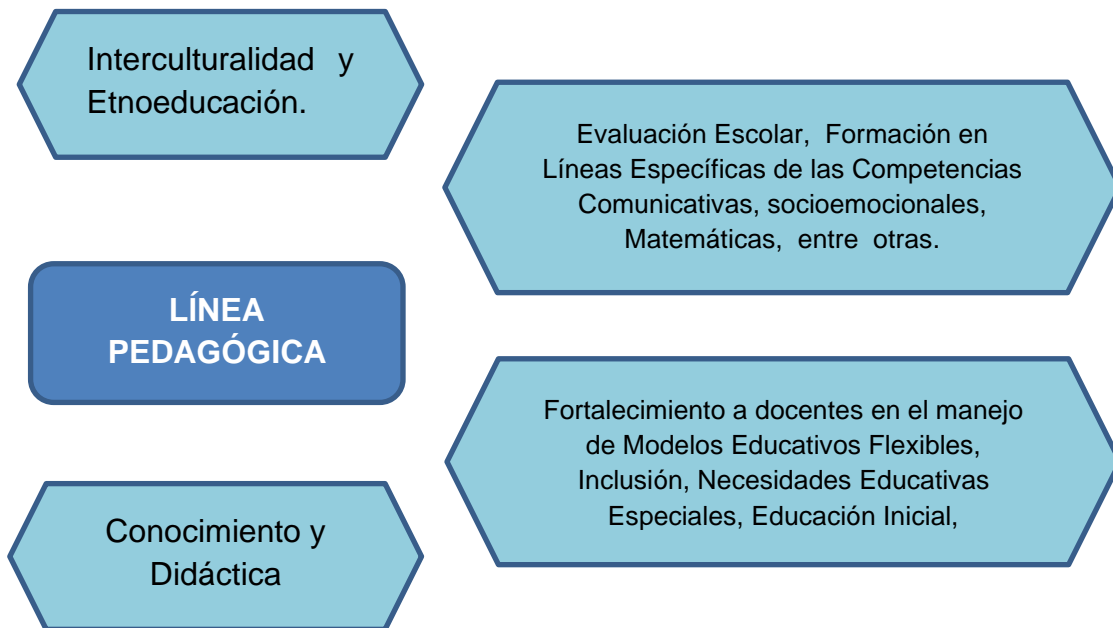 Interculturalidad y
Etnoeducación.
Evaluación Escolar, Formación en
Líneas Específicas de las Competencias
Comunicativas, socioemocionales,
Matemáticas, entre otras.
LÍNEA
PEDAGÓGICA
Fortalecimiento a docentes en el manejo
de Modelos Educativos Flexibles,
Inclusión, Necesidades Educativas
Especiales, Educación Inicial,
Conocimiento y
Didáctica